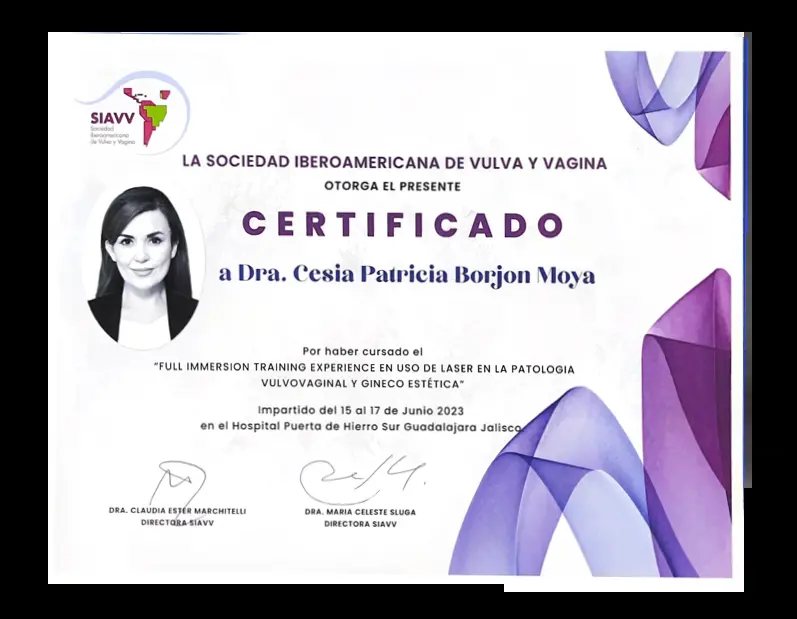 SIAVV
Sociedad
Iberoamericana
de Vulva y Vagina
LA SOCIEDAD IBEROAMERICANA DE VULVA Y VAGINA
OTORGA EL PRESENTE
CERTIFICADO
a Dra. Cesia Patricia Borjon Moya
Por haber cursado el
“FULL IMMERSION TRAINING EXPERIENCE EN USO DE LASER EN LA PATOLOGIA
VULVOVAGINAL Y GINECO ESTÉTICA”
Impartido del 15 al 17 de Junio 2023
en el Hospital Puerta de Hierro Sur Guadalajara Jalisco
DRA. CLAUDIA ESTER MARCHITELLI
DIRECTORA SIAVV
DRA. MARIA CELESTE SLUGA
DIRECTORA SIAVV